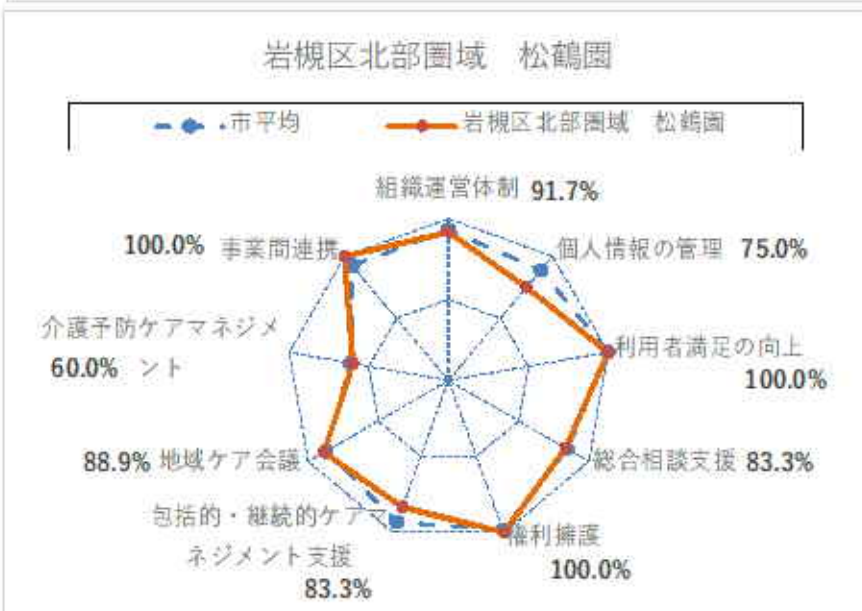 岩槻区北部圏域　松鶴園
市平均
岩槻区北部圏域　松鶴園
組織運営体制 91.7%
100.0% 事業間連携
個人情報の管理 75.0%
介護予防ケアマネジメ
60.0% ント
利用者満足の向上
100.0%
88.9% 地域ケア会議
総合相談支援 83.3%
包括的・継続的ケアマ
ネジメント支援
83.3%
権利擁護
100.0%